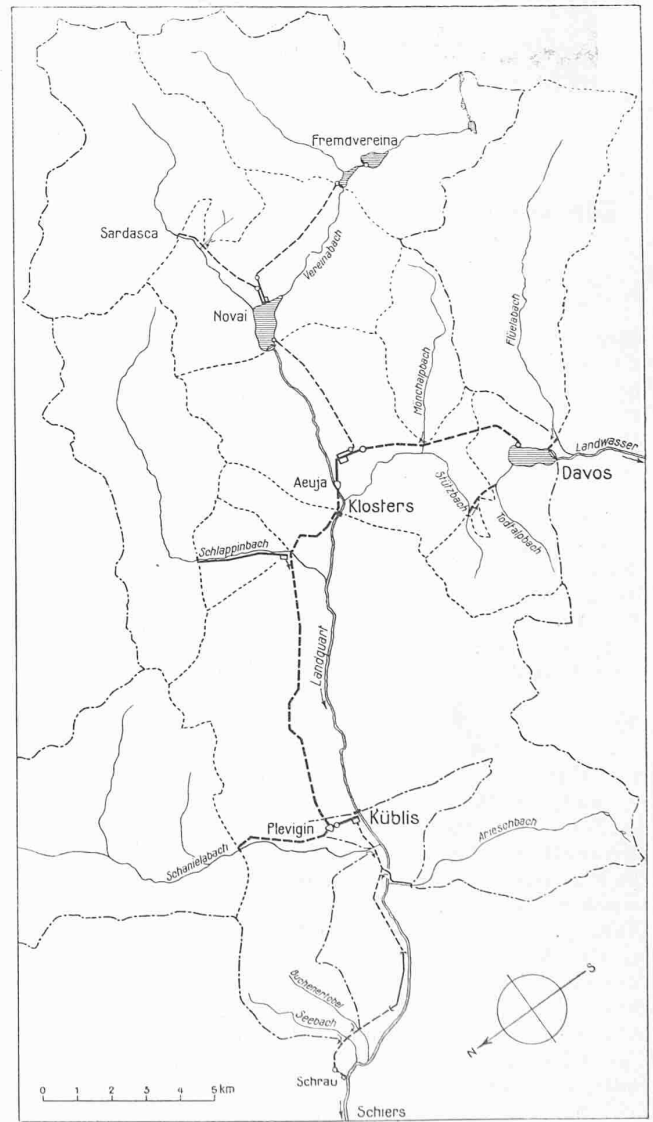 Fremdvereina
Sardasca
Vereinabach
Novai
Mönchalpbach
Flüelabach
Landwasser
Davos
Aeuja
Klosters
Stützbach
Todtalpbach
Schlappinbach
Landquart
Plevigin
Küblis
Schanielabach
Arieschbach
Buchenertobel
Seebach
S
N
Schrau
0 1 2 3 4 5 km
Schiers